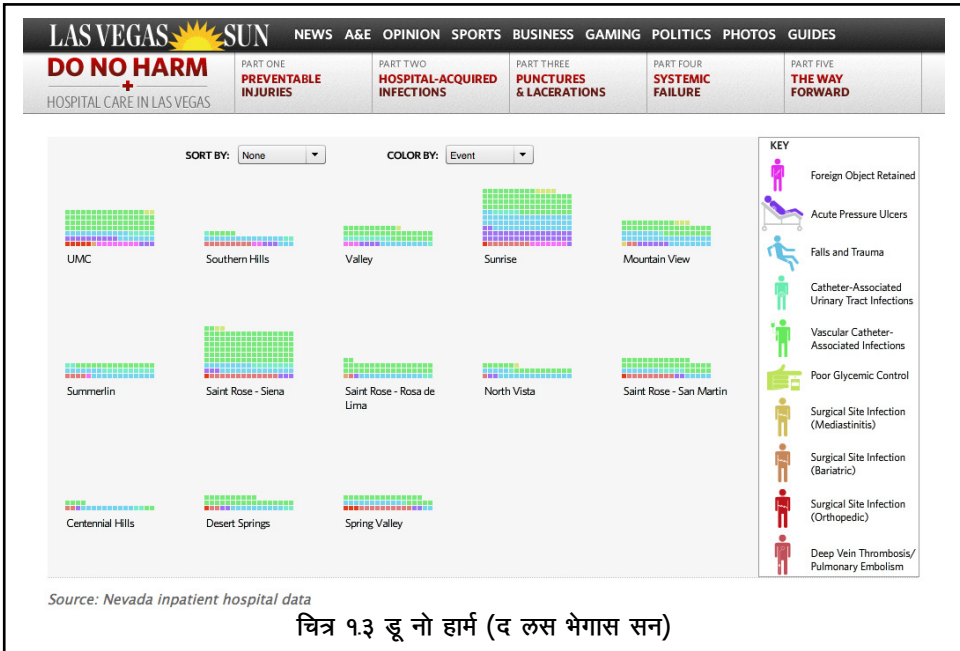 LAS VEGAS SUN
NEWS A&E OPINION SPORTS BUSINESS GAMING POLITICS PHOTOS GUIDES
DO NO HARM
HOSPITAL CARE IN LAS VEGAS
PART ONE
PREVENTABLE
INJURIES
PART TWO
HOSPITAL-ACQUIRED
INFECTIONS
PART THREE
PUNCTURES
& LACERATIONS
PART FOUR
SYSTEMIC
FAILURE
PART FIVE
THE WAY
FORWARD
SORT BY: None
COLOR BY: Event
UMC
Southern Hills
Valley
Sunrise
Mountain View
Summerlin
Saint Rose - Siena
Saint Rose - Rosa de
Lima
North Vista
Saint Rose - San Martin
Centennial Hills
Desert Springs
Spring Valley
KEY
Foreign Object Retained
Acute Pressure Ulcers
Falls and Trauma
Catheter-Associated
Urinary Tract Infections
Vascular Catheter-
Associated Infections
Poor Glycemic Control
Surgical Site Infection
(Mediastinitis)
Surgical Site Infection
(Bariatric)
Surgical Site Infection
(Orthopedic)
Deep Vein Thrombosis/
Pulmonary Embolism
Source: Nevada inpatient hospital data
चित्र १.३ डू नो हार्म (द लस भेगास सन)